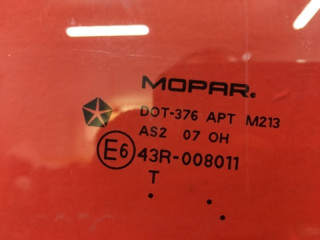 MOPAR.
DOT-376 APT M213
AS2 07 OH
E6 43R-008011
T